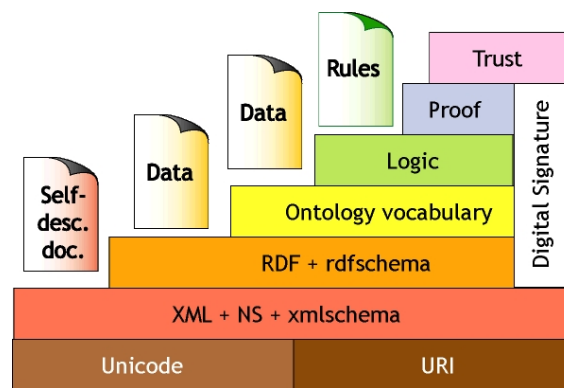 Rules
Trust
Data
Proof
Data
Logic
Self-
desc.
doc.
Ontology vocabulary
Digital Signature
RDF + rdfschema
XML + NS + xmlschema
Unicode
URI